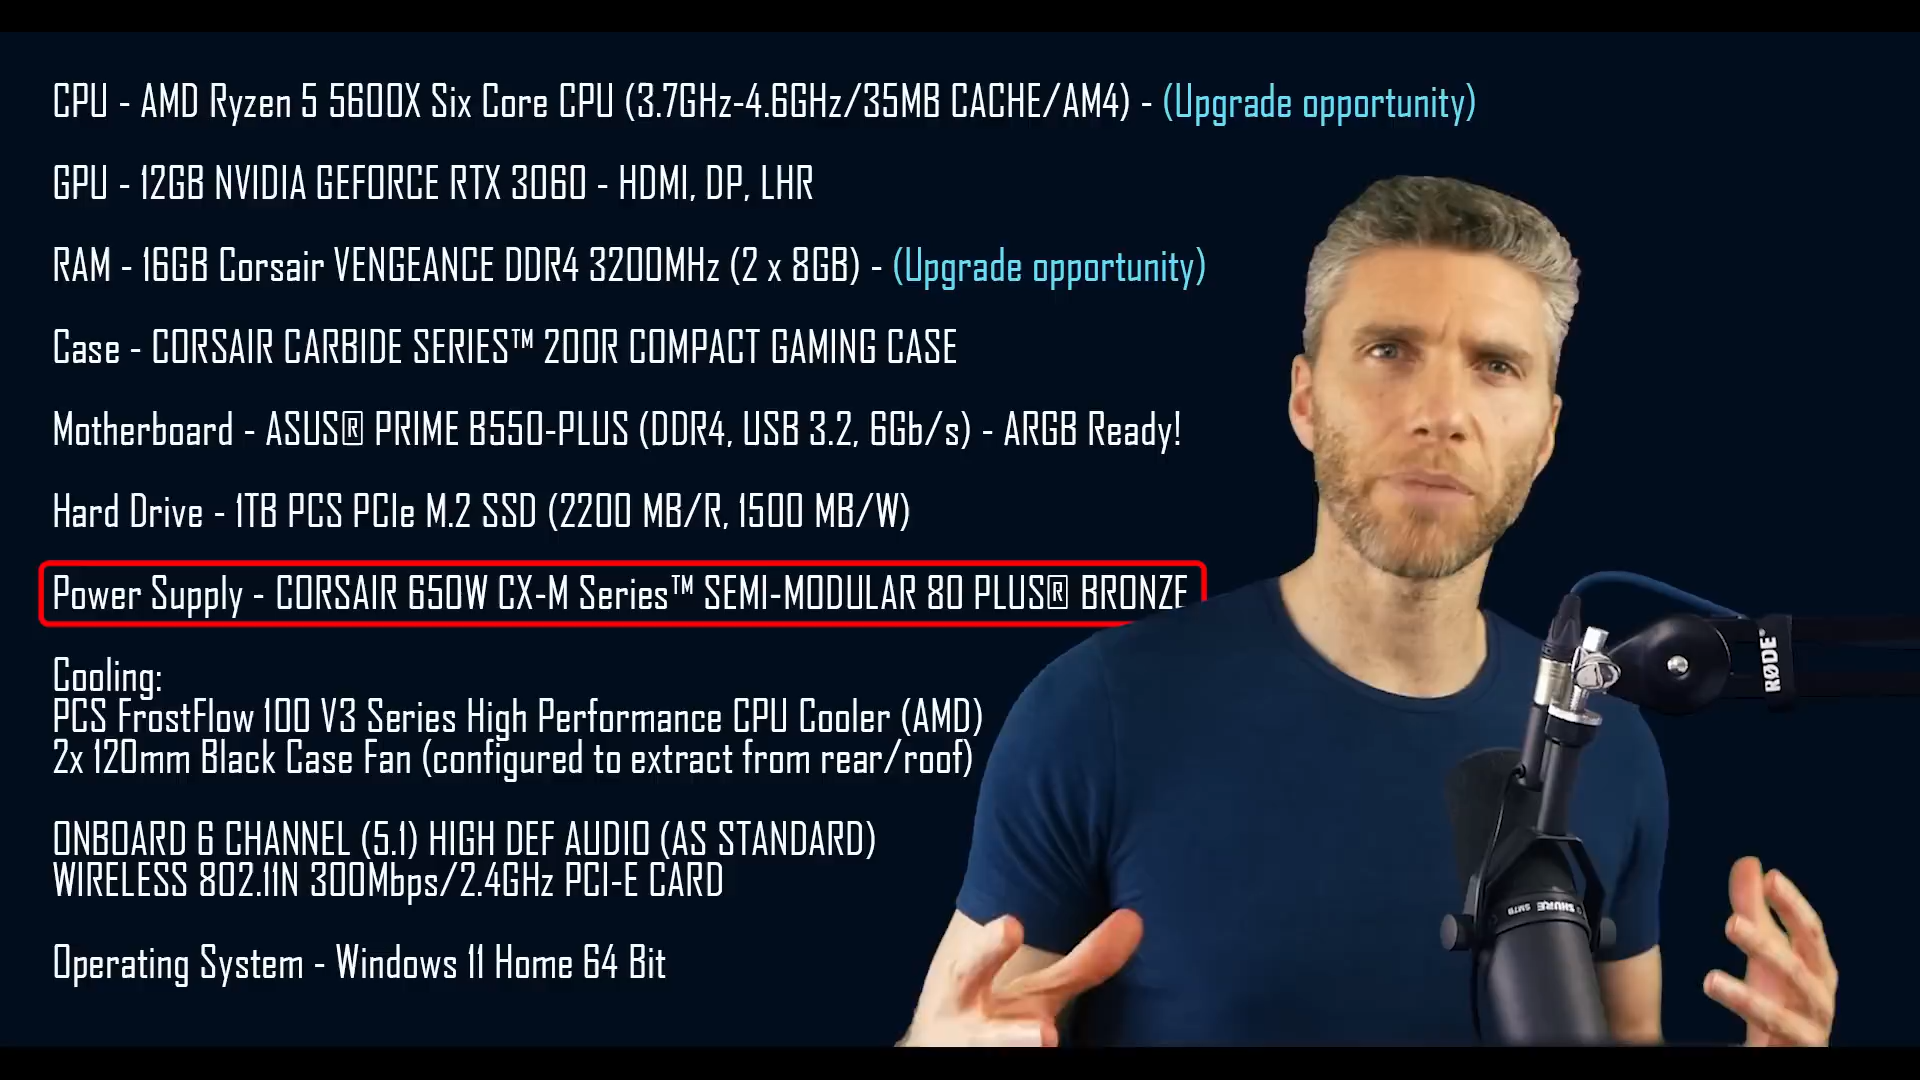 CPU - AMD Ryzen 5 5600X Six Core CPU (3.7GHz-4.6GHz/35MB CACHE/AM4) - (Upgrade opportunity)
GPU - 12GB NVIDIA GEFORCE RTX 3060 - HDMI, DP, LHR
RAM - 16GB Corsair VENGEANCE DDR4 3200MHz (2 x 8GB) - (Upgrade opportunity)
Case - CORSAIR CARBIDE SERIES™ 200R COMPACT GAMING CASE
Motherboard - ASUS® PRIME B550-PLUS (DDR4, USB 3.2, 6Gb/s) - ARGB Ready!
Hard Drive - 1TB PCS PCIe M.2 SSD (2200 MB/R, 1500 MB/W)
Power Supply - CORSAIR 650W CX-M Series™ SEMI-MODULAR 80 PLUS® BRONZE
Cooling:
PCS FrostFlow 100 V3 Series High Performance CPU Cooler (AMD)
2x 120mm Black Case Fan (configured to extract from rear/roof)
ONBOARD 6 CHANNEL (5.1) HIGH DEF AUDIO (AS STANDARD)
WIRELESS 802.11N 300Mbps/2.4GHz PCI-E CARD
Operating System - Windows 11 Home 64 Bit
RØDE®
SHURE SM7B